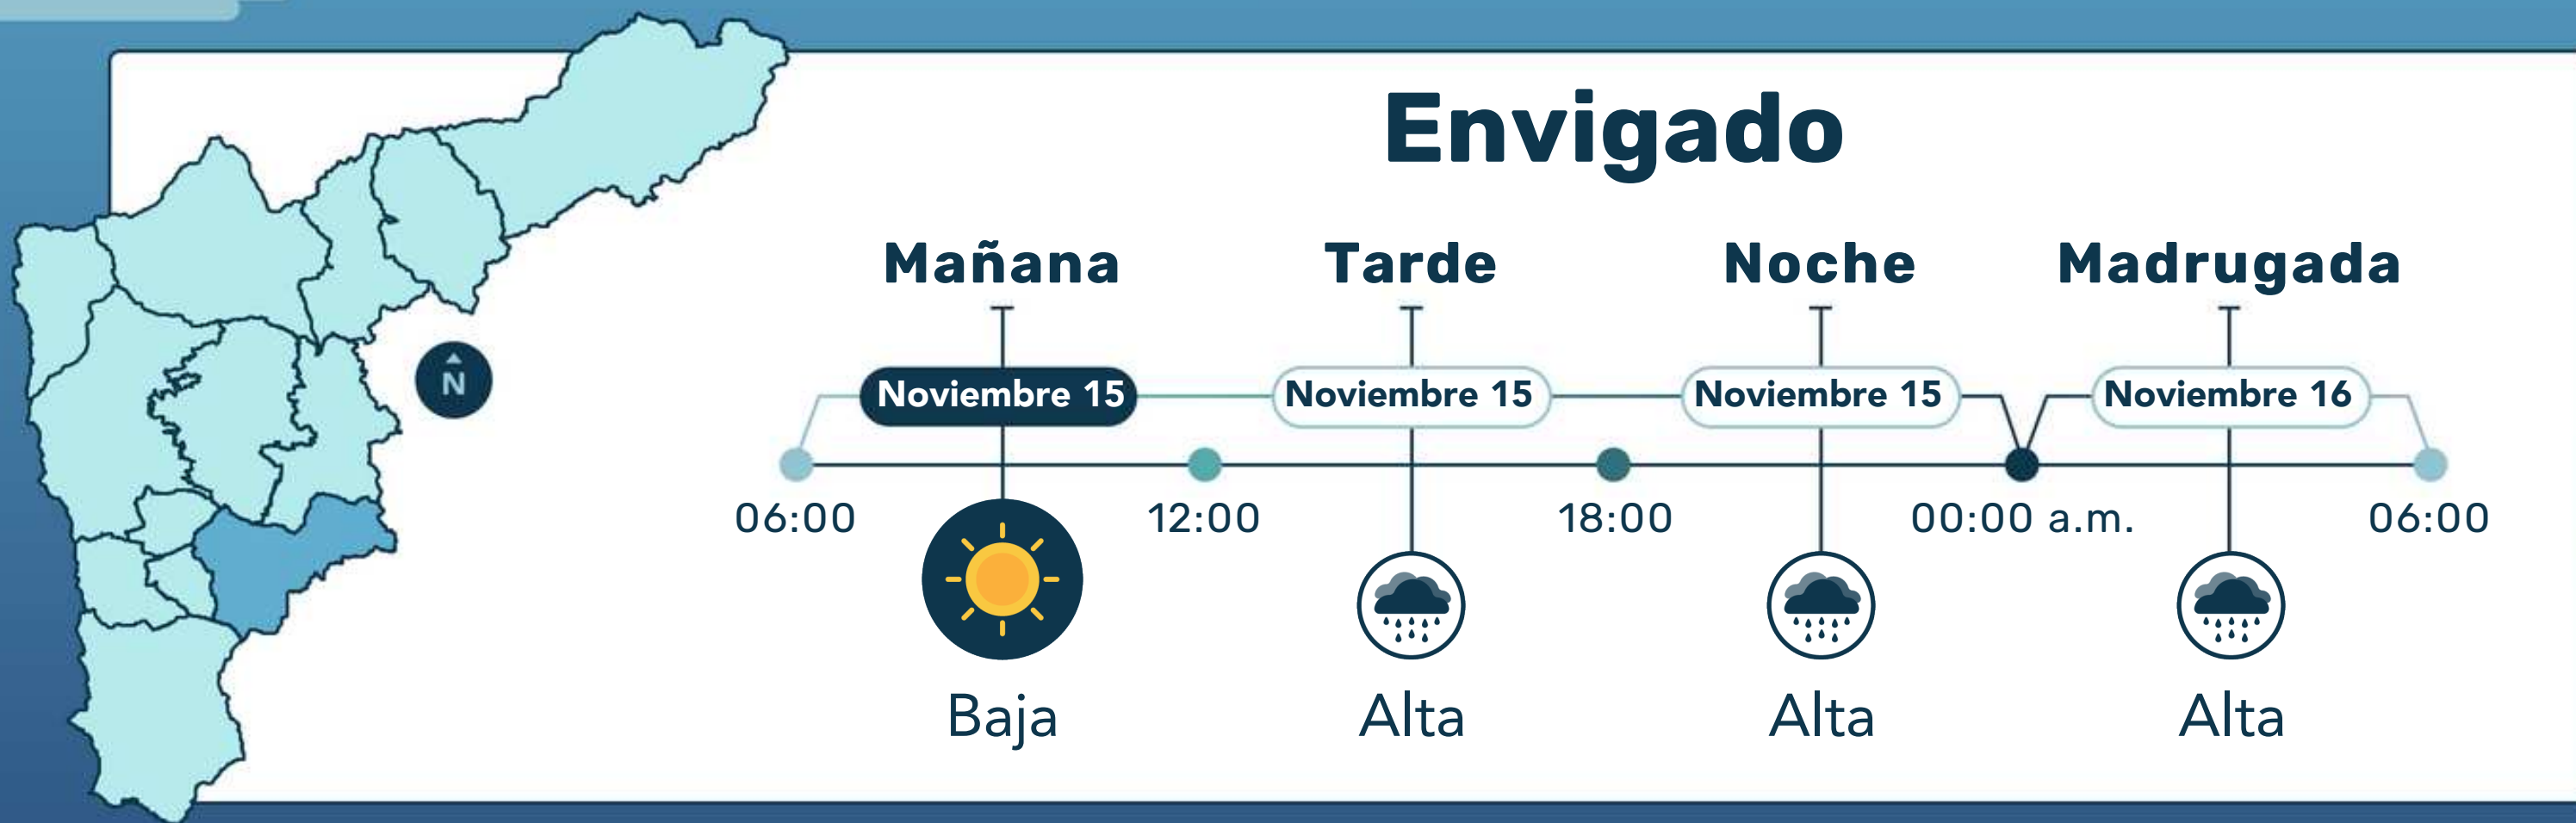 Envigado
Mañana Tarde Noche Madrugada
N
Noviembre 15 Noviembre 15 Noviembre 15 Noviembre 16
06:00 12:00 18:00 00:00 a.m. 06:00
Baja Alta Alta Alta